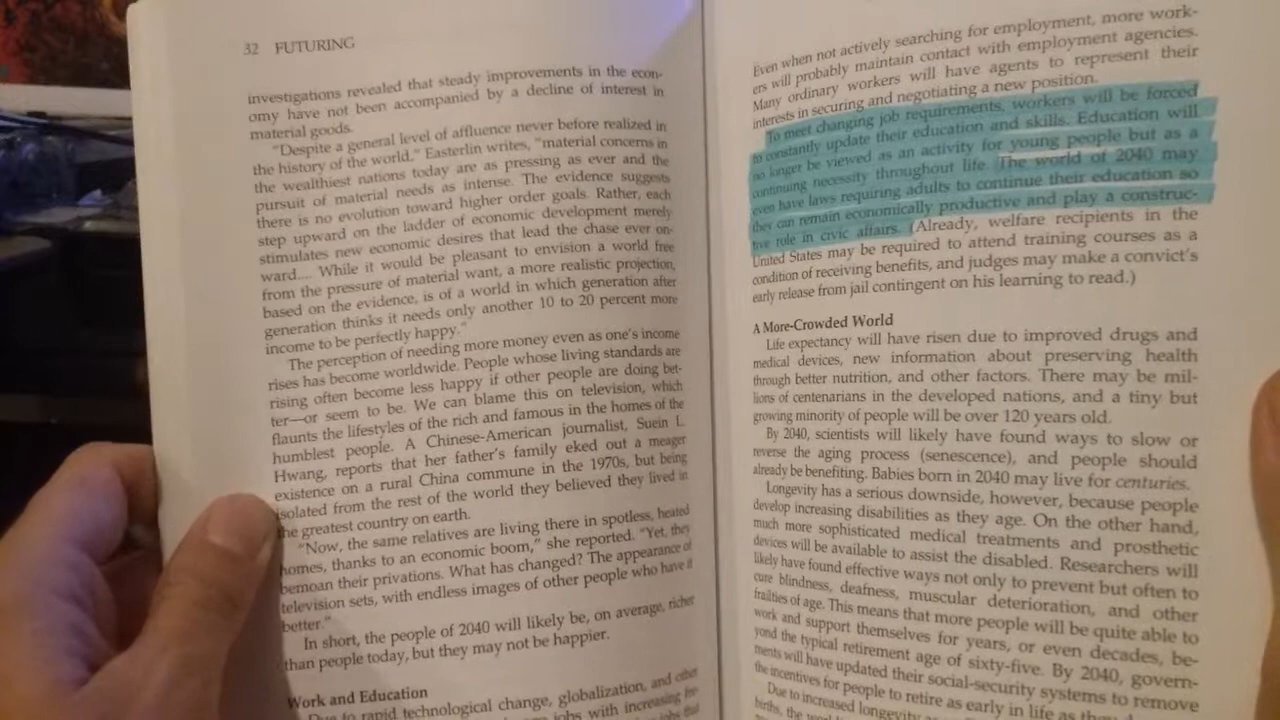 32 FUTURING
investigations revealed that steady improvements in the econ-
omy have not been accompanied by a decline of interest in
material goods.
"Despite a general level of affluence never before realized in
the history of the world." Easterlin writes, "material concerns in
the wealthiest nations today are as pressing as ever and the
pursuit of material needs as intense. The evidence suggests
there is no evolution toward higher order goals. Rather, each
step upward on the ladder of economic development merely
stimulates new economic desires that lead the chase ever on-
ward.... While it would be pleasant to envision a world free
from the pressure of material want, a more realistic projection,
based on the evidence, is of a world in which generation after
generation thinks it needs only another 10 to 20 percent more
income to be perfectly happy."
The perception of needing more money even as one's income
rises has become worldwide. People whose living standards are
rising often become less happy if other people are doing bet-
ter—or seem to be. We can blame this on television, which
flaunts the lifestyles of the rich and famous in the homes of the
humblest people. A Chinese-American journalist, Suein L.
Hwang, reports that her father's family eked out a meager
existence on a rural China commune in the 1970s, but being
isolated from the rest of the world they believed they lived in
the greatest country on earth.
"Now, the same relatives are living there in spotless, heated
homes, thanks to an economic boom," she reported. "Yet, they
bemoan their privations. What has changed? The appearance of
television sets, with endless images of other people who have it
better."
In short, the people of 2040 will likely be, on average, richer
than people today, but they may not be happier.
Work and Education
Due to rapid technological change, globalization, and other
jobs with increasing fre-
Even when not actively searching for employment, more work-
ers will probably maintain contact with employment agencies.
Many ordinary workers will have agents to represent their
interests in securing and negotiating a new position.
To meet changing job requirements, workers will be forced
to constantly update their education and skills. Education will
no longer be viewed as an activity for young people but as a
continuing necessity throughout life. The world of 2040 may
even have laws requiring adults to continue their education so
they can remain economically productive and play a construc-
tive role in civic affairs. (Already, welfare recipients in the
United States may be required to attend training courses as a
condition of receiving benefits, and judges may make a convict's
early release from jail contingent on his learning to read.)
A More-Crowded World
Life expectancy will have risen due to improved drugs and
medical devices, new information about preserving health
through better nutrition, and other factors. There may be mil-
lions of centenarians in the developed nations, and a tiny but
growing minority of people will be over 120 years old.
By 2040, scientists will likely have found ways to slow or
reverse the aging process (senescence), and people should
already be benefiting. Babies born in 2040 may live for centuries.
Longevity has a serious downside, however, because people
develop increasing disabilities as they age. On the other hand,
much more sophisticated medical treatments and prosthetic
devices will be available to assist the disabled. Researchers will
likely have found effective ways not only to prevent but often to
cure blindness, deafness, muscular deterioration, and other
frailties of age. This means that more people will be quite able to
work and support themselves for years, or even decades, be-
yond the typical retirement age of sixty-five. By 2040, govern-
ments will have updated their social-security systems to remove
the incentives for people to retire as early in life as
Due to increased longevity
births, the